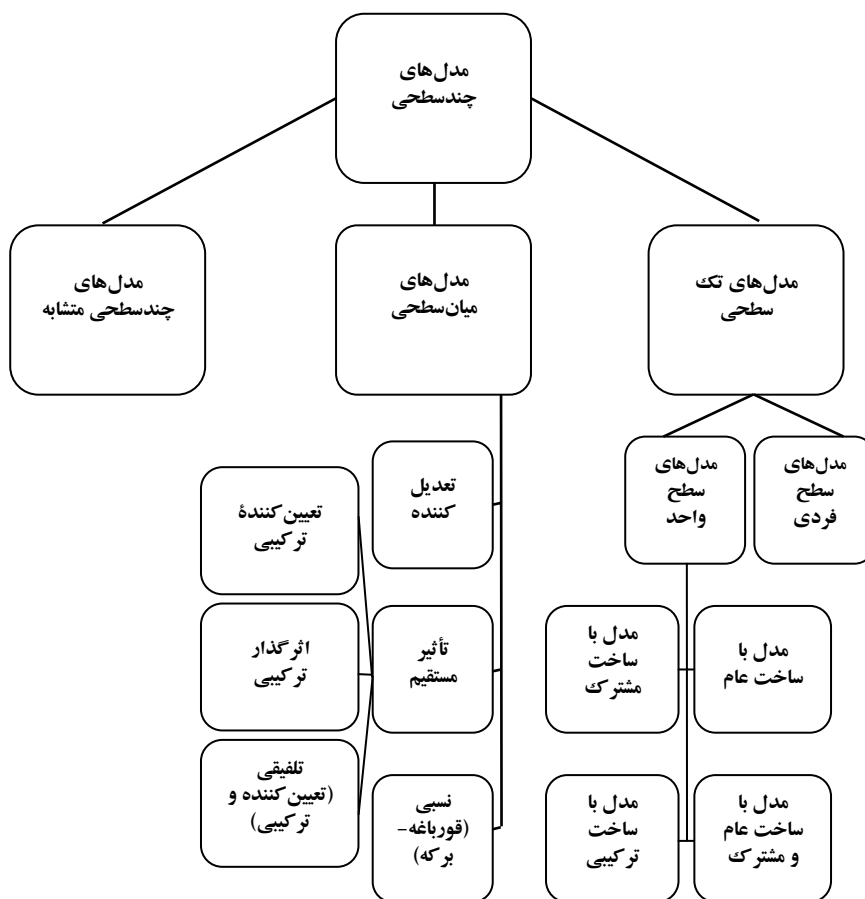 مدل‌های
چندسطحی
مدل‌های تک
سطحی
مدل‌های
میان‌سطحی
مدل‌های
چندسطحی متشابه
مدل‌های
سطح
فردی
مدل‌های
سطح
واحد
مدل با
ساخت عام
مدل با
ساخت
مشترک
مدل با
ساخت عام
و مشترک
مدل با
ساخت
ترکیبی
تعدیل
کننده
تأثیر
مستقیم
نسبی
(قورباغه-
برکه)
تعیین‌کنندۀ
ترکیبی
اثرگذار
ترکیبی
تلفیقی
(تعیین‌کننده و
ترکیبی)